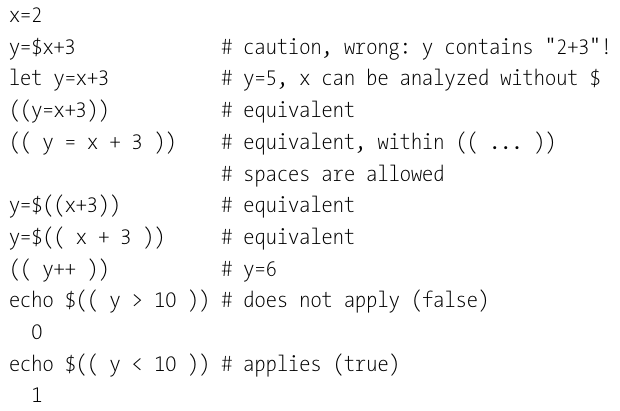 x=2
y=$x+3 # caution, wrong: y contains "2+3"!
let y=x+3 # y=5, x can be analyzed without $
((y=x+3)) # equivalent
(( y = x + 3 )) # equivalent, within (( ... ))
# spaces are allowed
y=$((x+3)) # equivalent
y=$(( x + 3 )) # equivalent
(( y++ )) # y=6
echo $(( y > 10 )) # does not apply (false)
0
echo $(( y < 10 )) # applies (true)
1